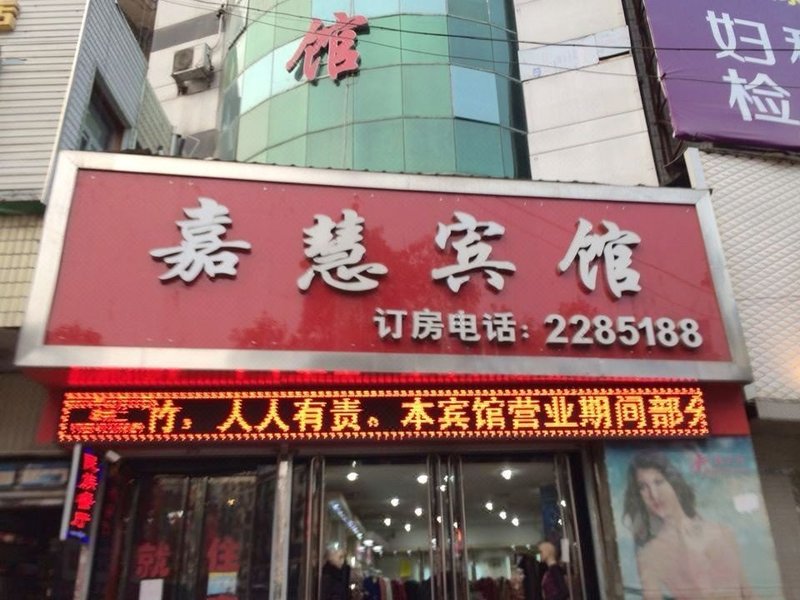 馆
妇
检
嘉慧宾馆
订房电话：2285188
竹，人人有责。本宾馆营业期间部分
就 住